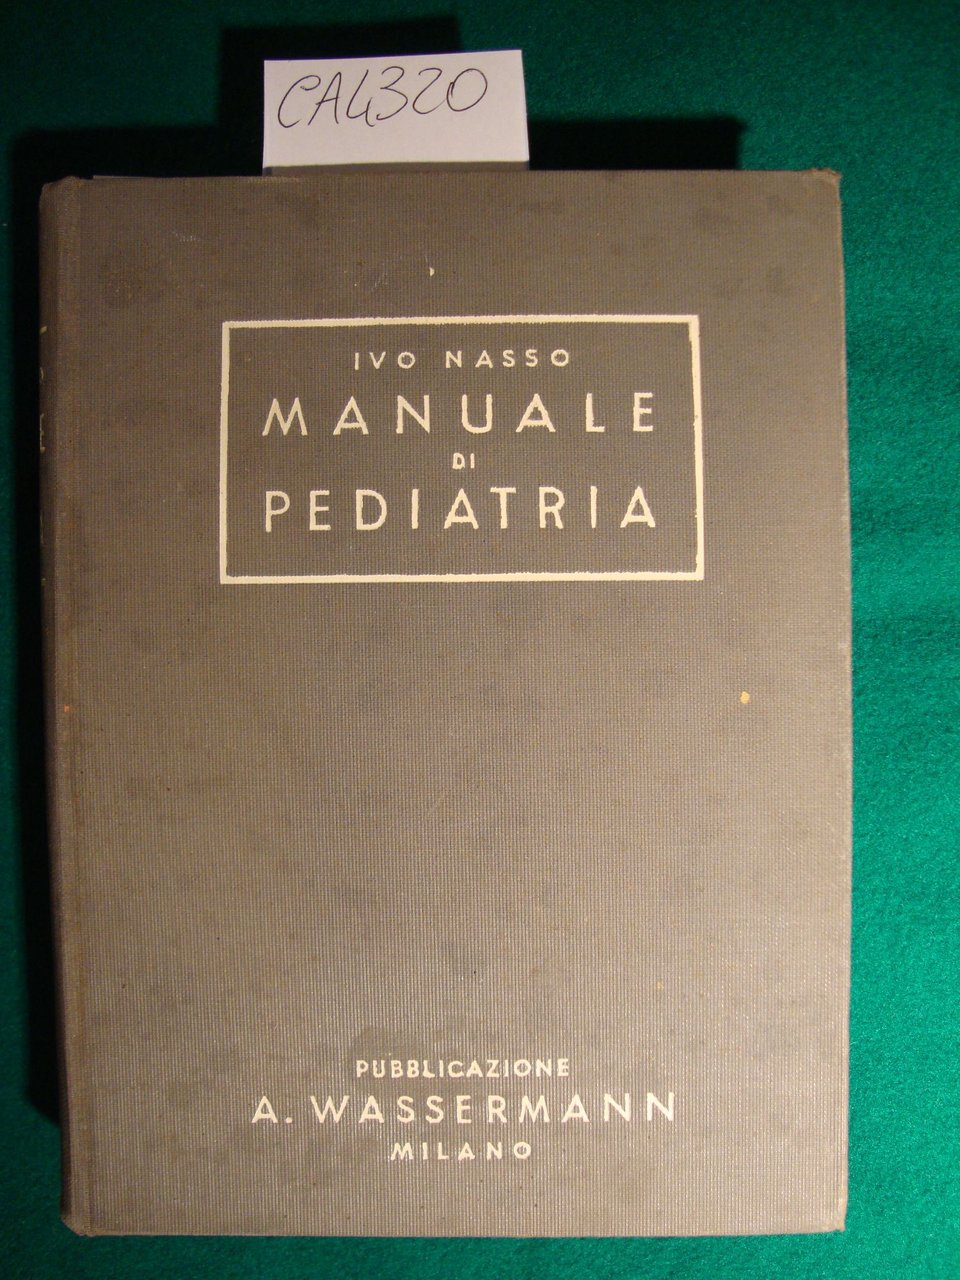 CA4320
IVO NASSO
MANUALE
DI
PEDIATRIA
PUBBLICAZIONE
A. WASSERMANN
MILANO